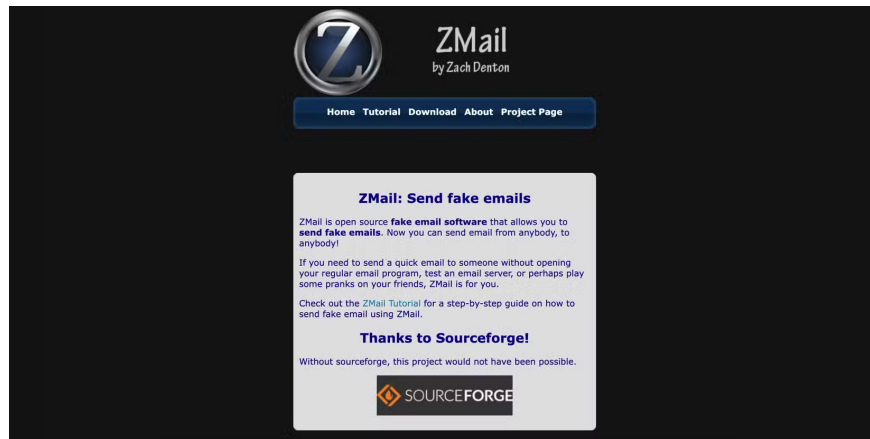 Z
ZMail
by Zach Denton
Home Tutorial Download About Project Page
ZMail: Send fake emails
ZMail is open source fake email software that allows you to
send fake emails. Now you can send email from anybody, to
anybody!
If you need to send a quick email to someone without opening
your regular email program, test an email server, or perhaps play
some pranks on your friends, ZMail is for you.
Check out the ZMail Tutorial for a step-by-step guide on how to
send fake email using ZMail.
Thanks to Sourceforge!
Without sourceforge, this project would not have been possible.
SOURCEFORGE